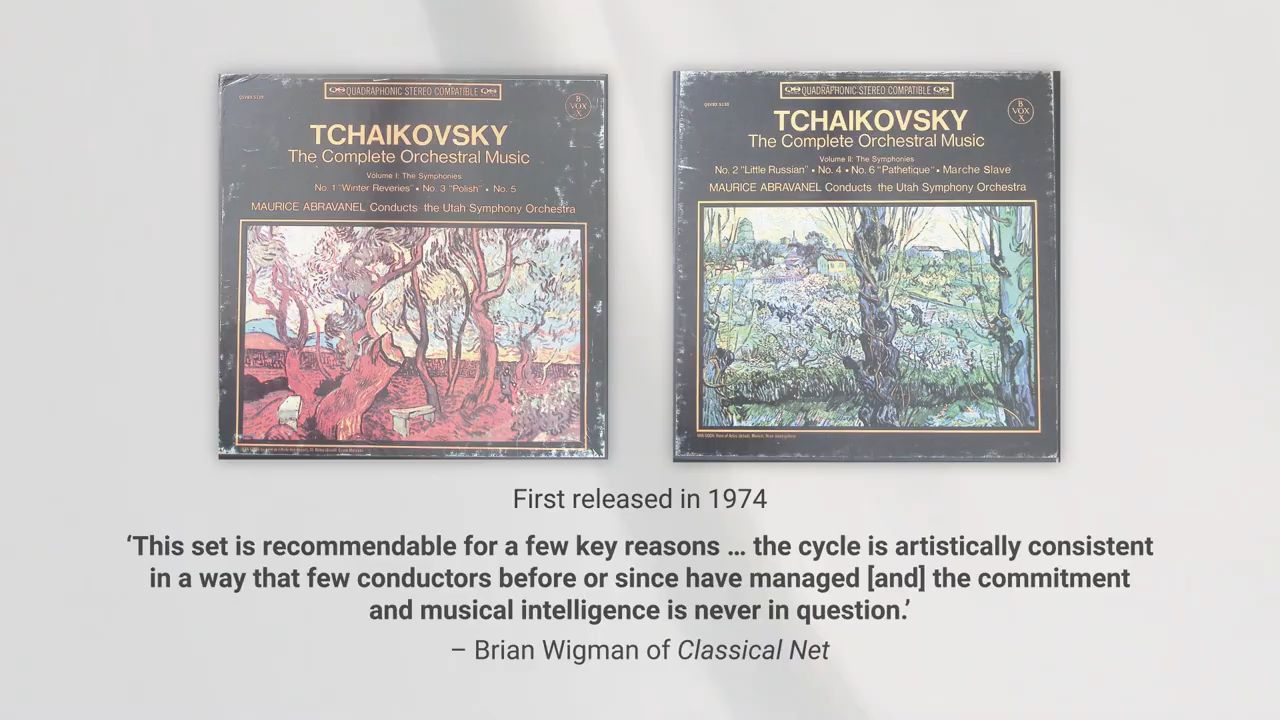 QUADRAPHONIC STEREO COMPATIBLE
B
VOX
X
TCHAIKOVSKY
The Complete Orchestral Music
Volume I: The Symphonies
No. 1 "Winter Reveries" • No. 3 "Polish" • No. 5
MAURICE ABRAVANEL Conducts the Utah Symphony Orchestra
QUADRAPHONIC STEREO COMPATIBLE
B
VOX
X
TCHAIKOVSKY
The Complete Orchestral Music
Volume II: The Symphonies
No. 2 "Little Russian" • No. 4 • No. 6 "Pathetique" • Marche Slave
MAURICE ABRAVANEL Conducts the Utah Symphony Orchestra
First released in 1974
‘This set is recommendable for a few key reasons … the cycle is artistically consistent
in a way that few conductors before or since have managed [and] the commitment
and musical intelligence is never in question.’
– Brian Wigman of Classical Net